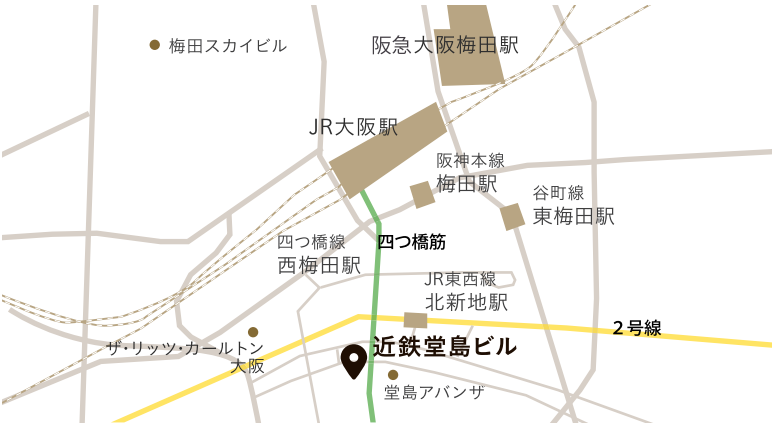 梅田スカイビル
阪急大阪梅田駅
JR大阪駅
阪神本線
梅田駅
谷町線
東梅田駅
四つ橋線
西梅田駅
四つ橋筋
JR東西線
北新地駅
２号線
ザ・リッツ・カールトン
大阪
近鉄堂島ビル
堂島アバンザ